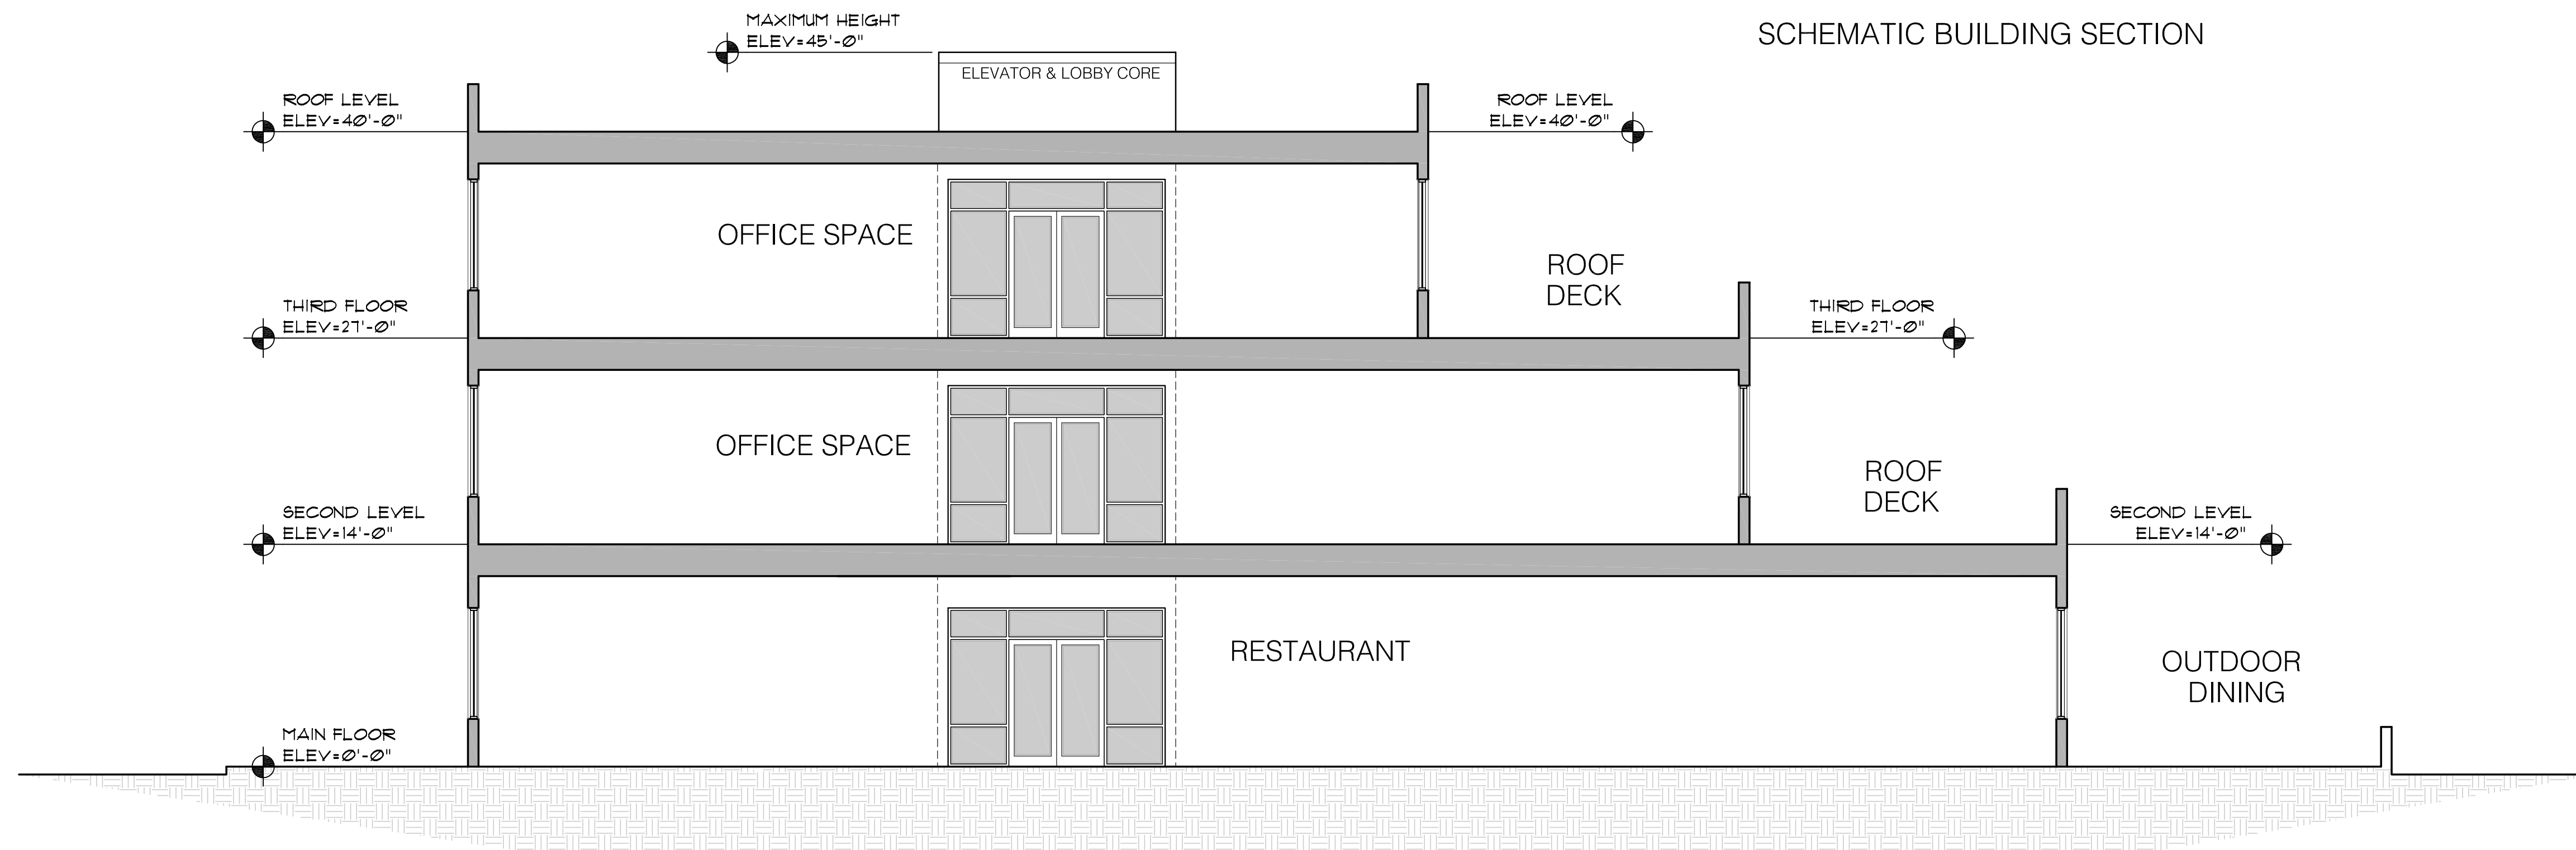 MAXIMUM HEIGHT
ELEV=45'-0"
SCHEMATIC BUILDING SECTION
ELEVATOR & LOBBY CORE
ROOF LEVEL
ELEV=40'-0"
ROOF LEVEL
ELEV=40'-0"
OFFICE SPACE
ROOF
DECK
THIRD FLOOR
ELEV=27'-0"
THIRD FLOOR
ELEV=27'-0"
OFFICE SPACE
ROOF
DECK
SECOND LEVEL
ELEV=14'-0"
SECOND LEVEL
ELEV=14'-0"
RESTAURANT
OUTDOOR
DINING
MAIN FLOOR
ELEV=0'-0"